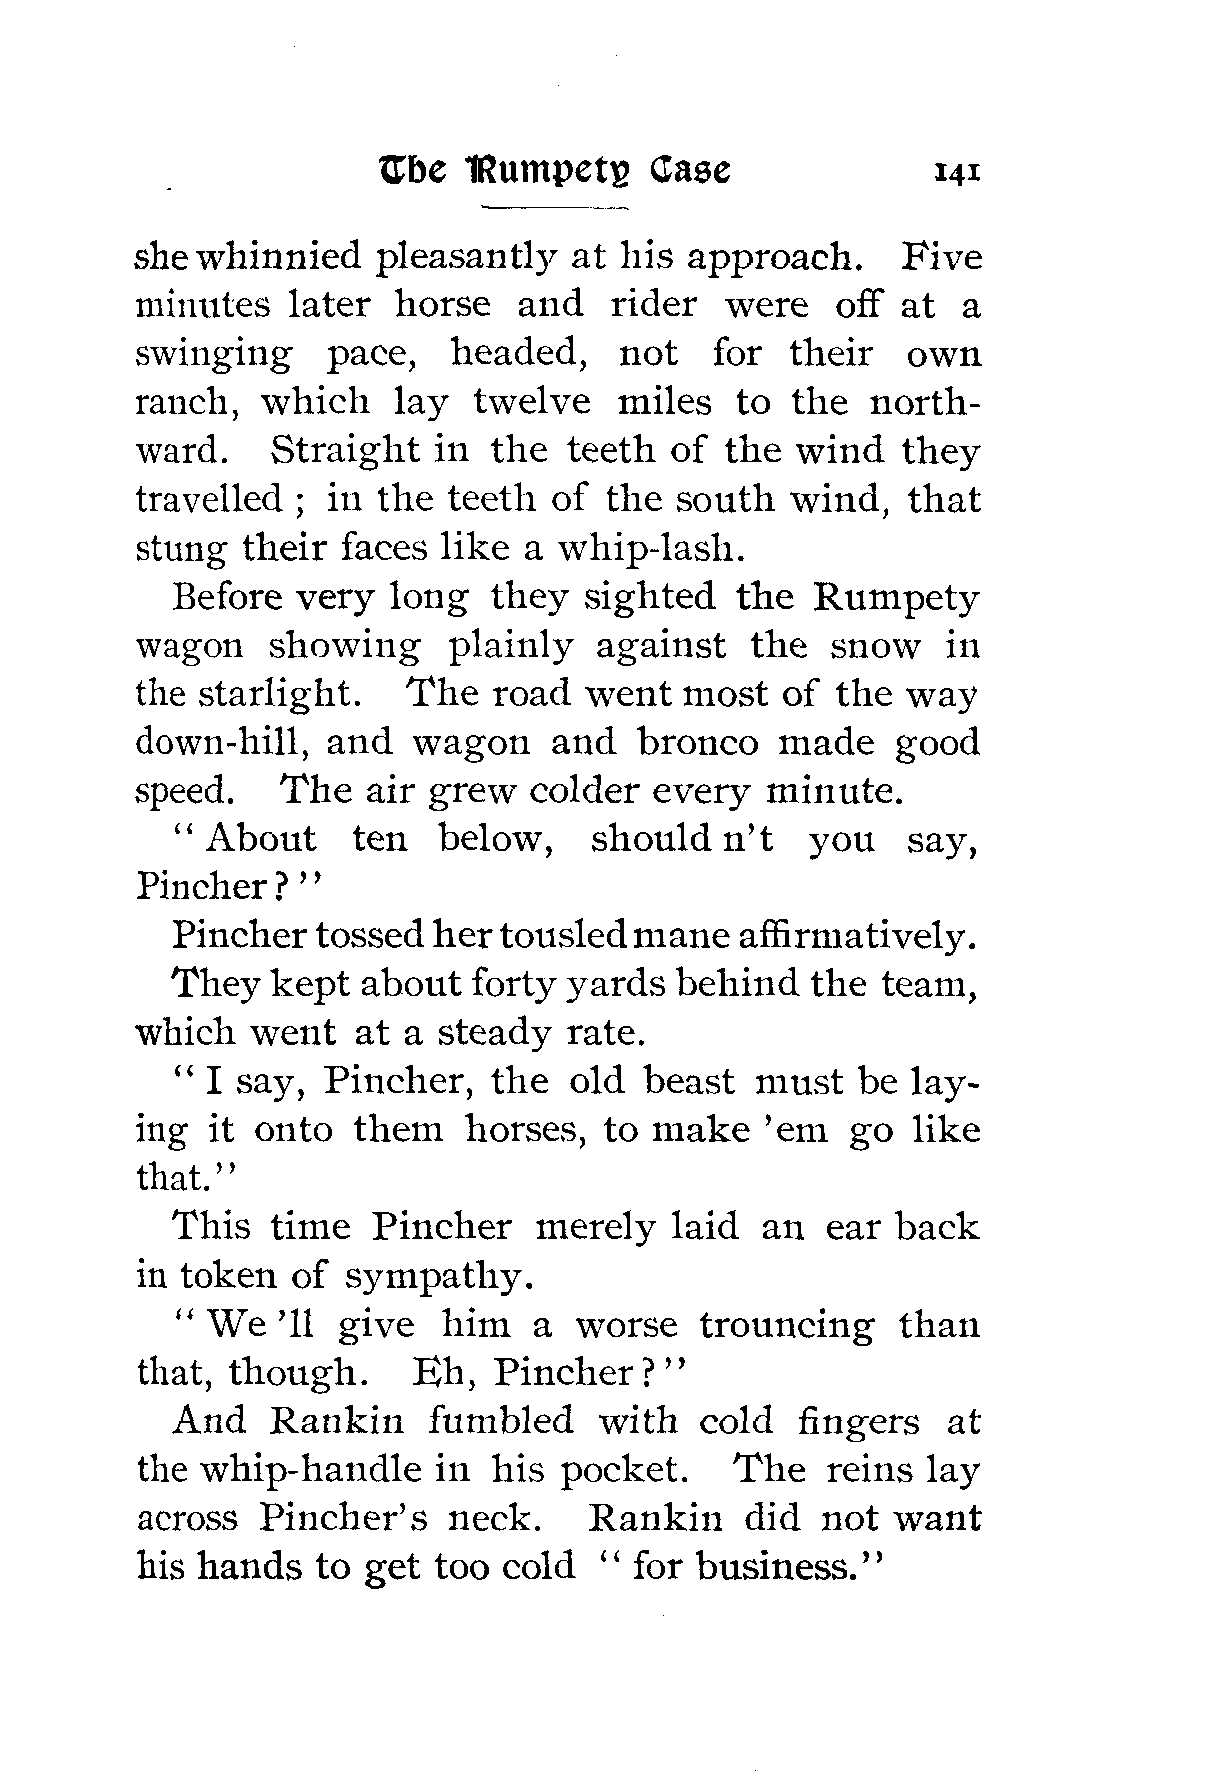 The Rumpety Case 141
she whinnied pleasantly at his approach. Five
minutes later horse and rider were off at a
swinging pace, headed, not for their own
ranch, which lay twelve miles to the north-
ward. Straight in the teeth of the wind they
travelled ; in the teeth of the south wind, that
stung their faces like a whip-lash.
Before very long they sighted the Rumpety
wagon showing plainly against the snow in
the starlight. The road went most of the way
down-hill, and wagon and bronco made good
speed. The air grew colder every minute.
“ About ten below, should n’t you say,
Pincher ? ”
Pincher tossed her tousled mane affirmatively.
They kept about forty yards behind the team,
which went at a steady rate.
“ I say, Pincher, the old beast must be lay-
ing it onto them horses, to make ’em go like
that.”
This time Pincher merely laid an ear back
in token of sympathy.
“ We ’ll give him a worse trouncing than
that, though. Eh, Pincher ? ”
And Rankin fumbled with cold fingers at
the whip-handle in his pocket. The reins lay
across Pincher’s neck. Rankin did not want
his hands to get too cold “ for business.”